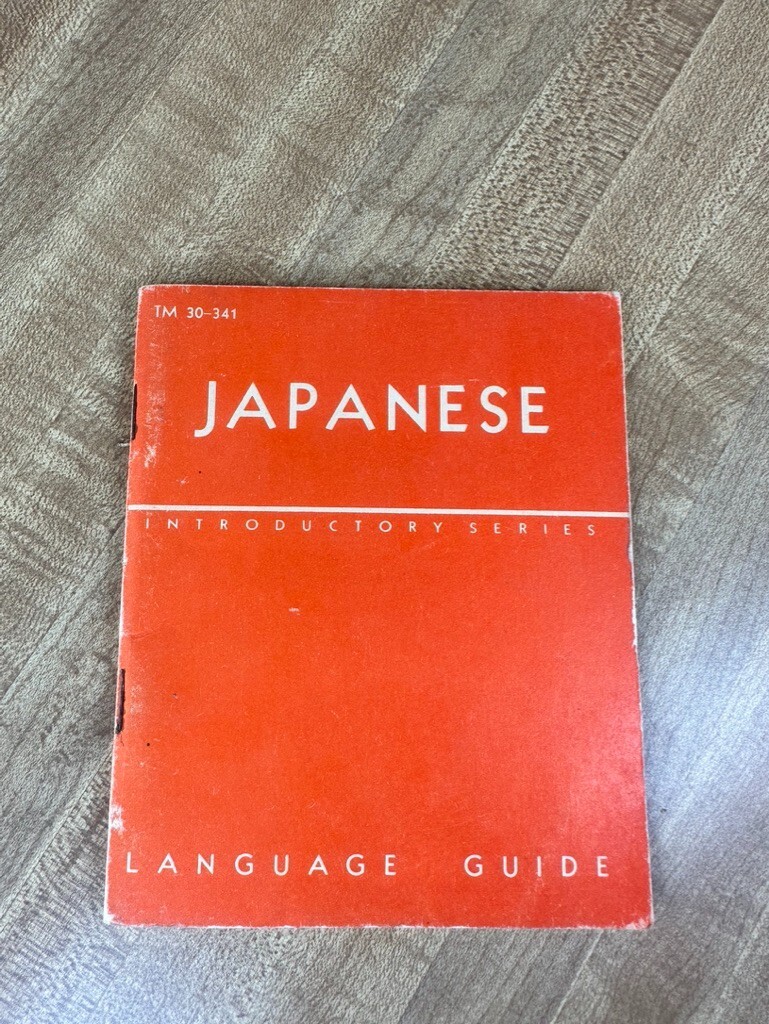 TM 30–341
JAPANESE
INTRODUCTORY SERIES
LANGUAGE GUIDE